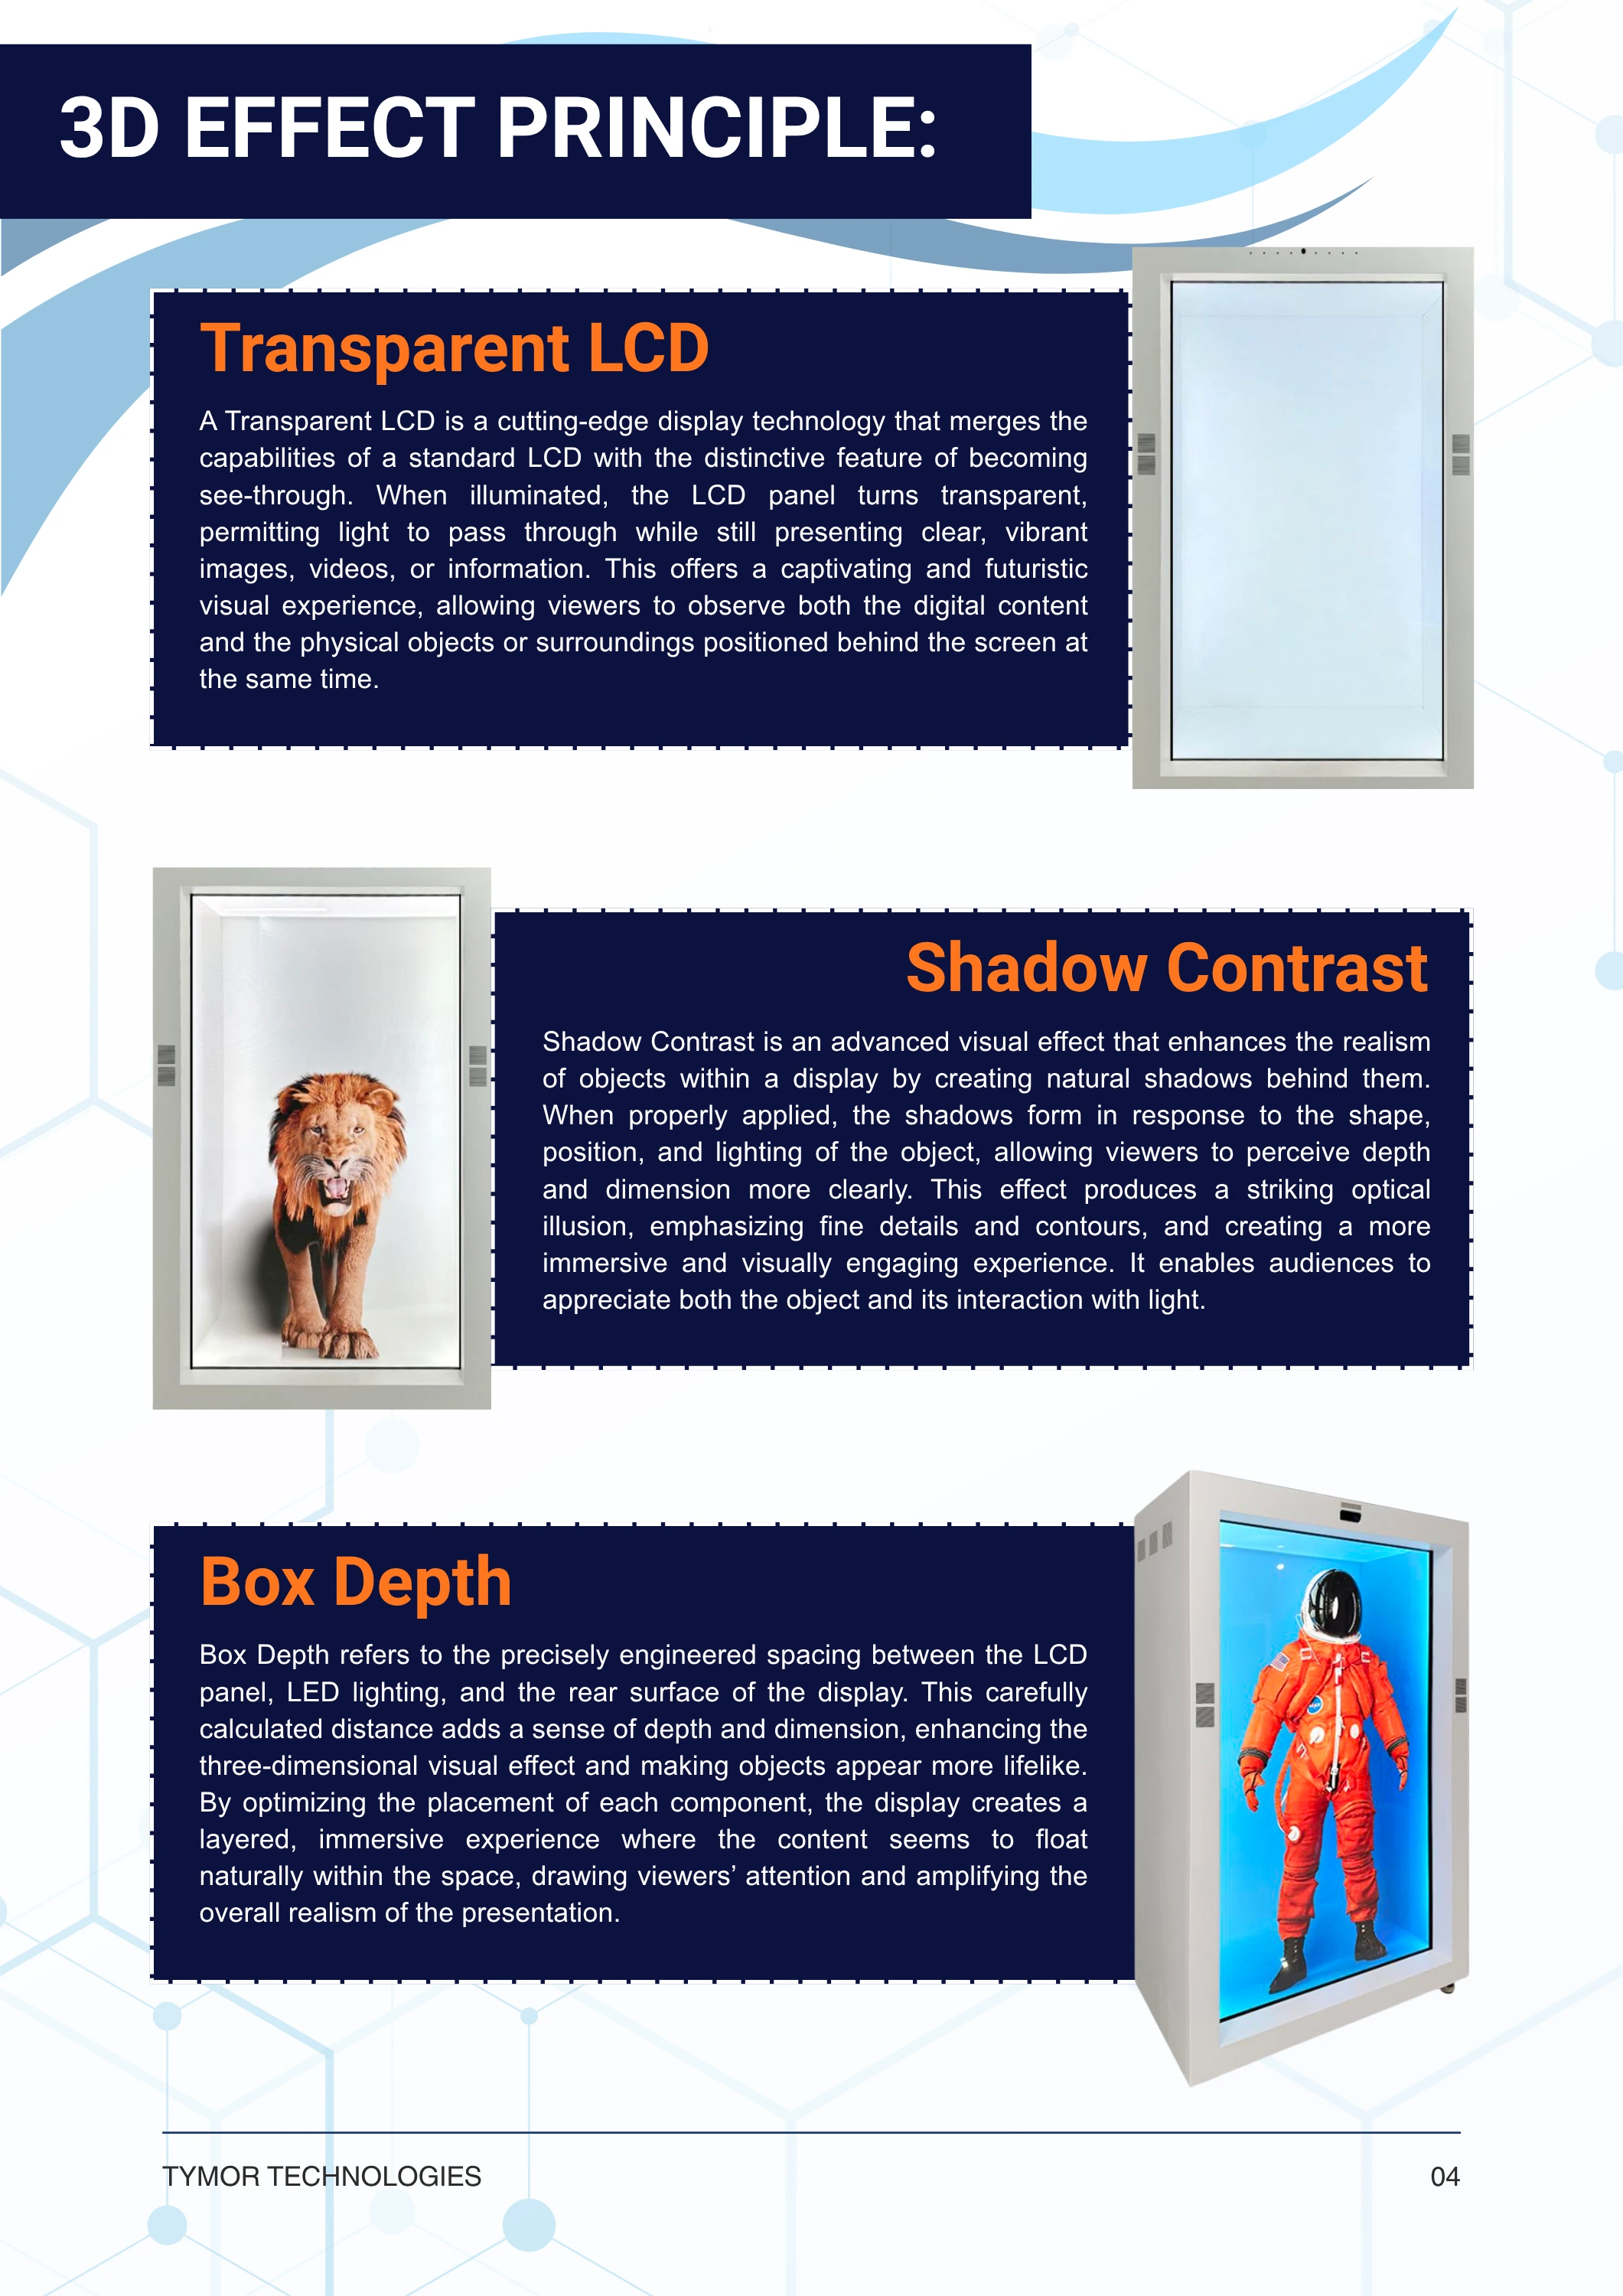 3D EFFECT PRINCIPLE:
Transparent LCD
A Transparent LCD is a cutting-edge display technology that merges the
capabilities of a standard LCD with the distinctive feature of becoming
see-through. When illuminated, the LCD panel turns transparent,
permitting light to pass through while still presenting clear, vibrant
images, videos, or information. This offers a captivating and futuristic
visual experience, allowing viewers to observe both the digital content
and the physical objects or surroundings positioned behind the screen at
the same time.
Shadow Contrast
Shadow Contrast is an advanced visual effect that enhances the realism
of objects within a display by creating natural shadows behind them.
When properly applied, the shadows form in response to the shape,
position, and lighting of the object, allowing viewers to perceive depth
and dimension more clearly. This effect produces a striking optical
illusion, emphasizing fine details and contours, and creating a more
immersive and visually engaging experience. It enables audiences to
appreciate both the object and its interaction with light.
Box Depth
Box Depth refers to the precisely engineered spacing between the LCD
panel, LED lighting, and the rear surface of the display. This carefully
calculated distance adds a sense of depth and dimension, enhancing the
three-dimensional visual effect and making objects appear more lifelike.
By optimizing the placement of each component, the display creates a
layered, immersive experience where the content seems to float
naturally within the space, drawing viewers’ attention and amplifying the
overall realism of the presentation.
TYMOR TECHNOLOGIES
04